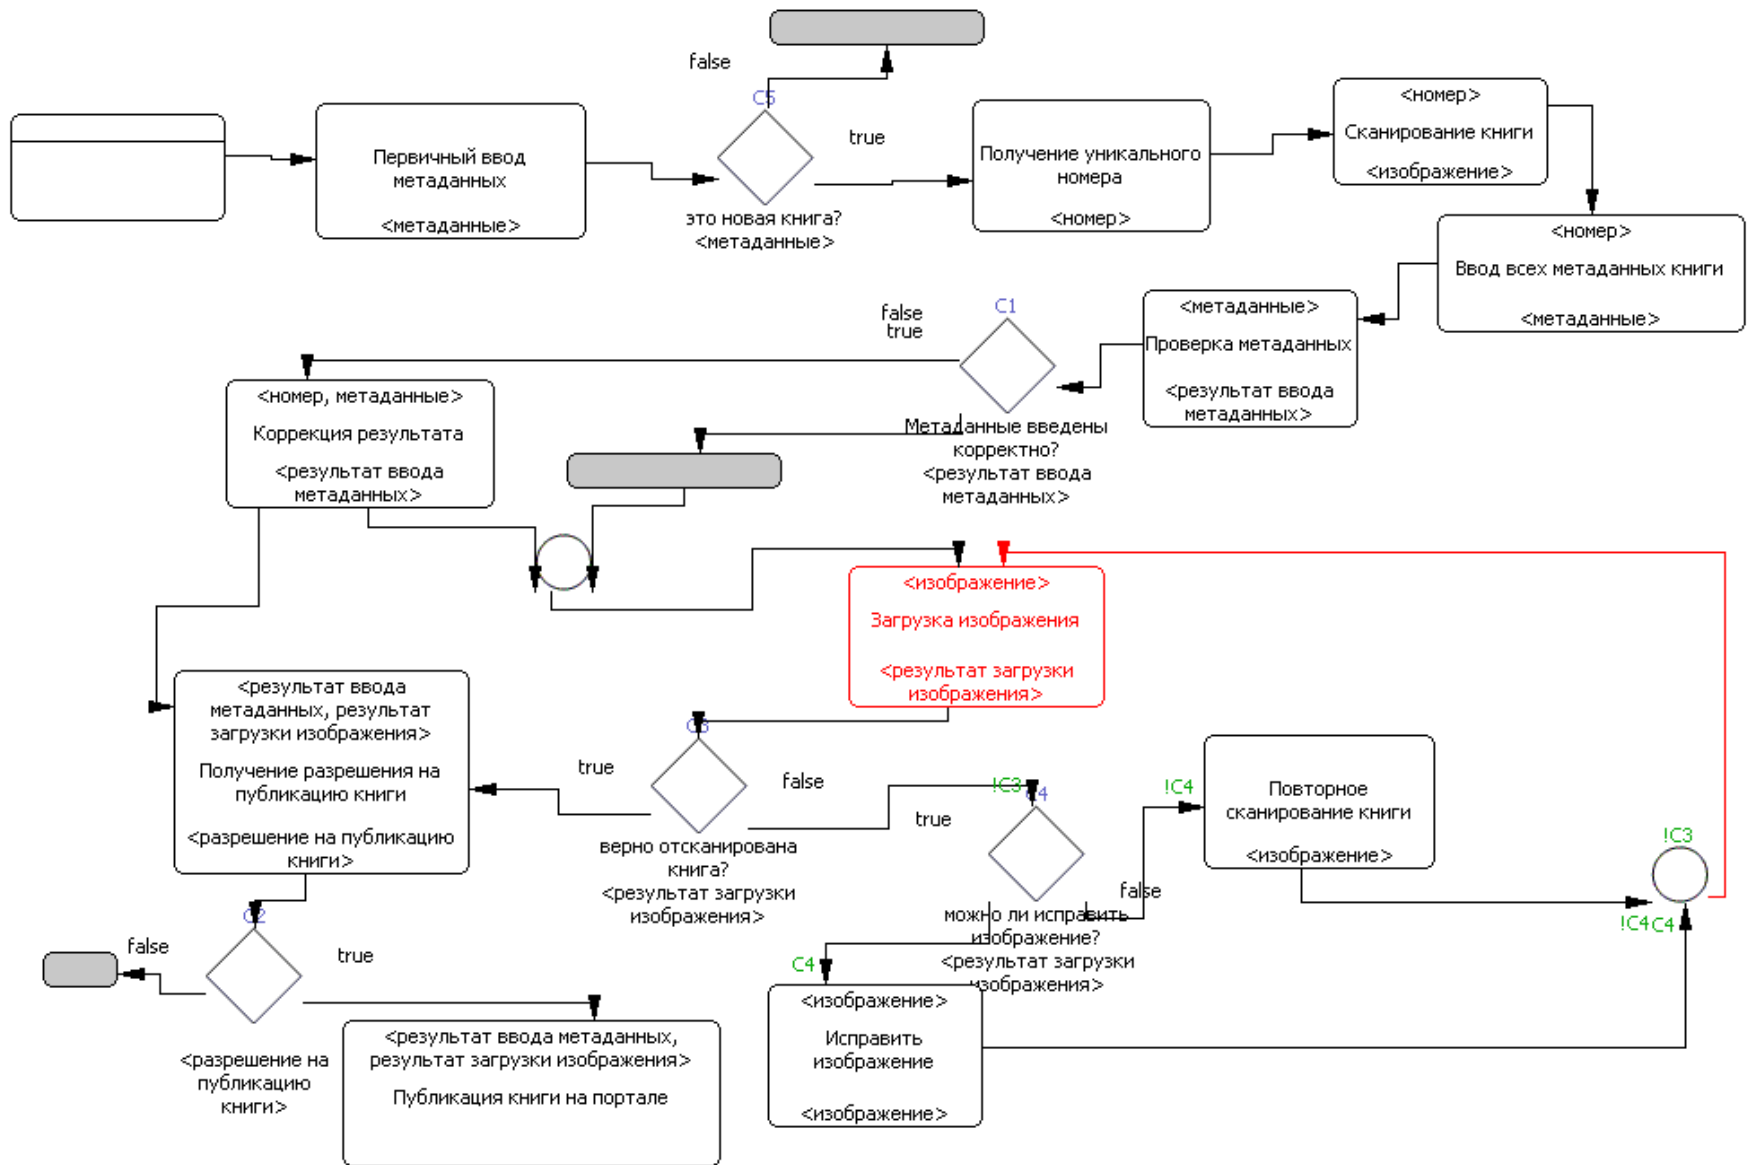 false
C5
true
Первичный ввод
метаданных
<метаданные>
это новая книга?
<метаданные>
Получение уникального
номера
<номер>
<номер>
Сканирование книги
<изображение>
<номер>
Ввод всех метаданных книги
<метаданные>
<метаданные>
Проверка метаданных
<результат ввода
метаданных>
C1
false
true
Метаданные введены
корректно?
<результат ввода
метаданных>
<номер, метаданные>
Коррекция результата
<результат ввода
метаданных>
<изображение>
Загрузка изображения
<результат загрузки
изображения>
<результат ввода
метаданных, результат
загрузки изображения>
Получение разрешения на
публикацию книги
<разрешение на публикацию
книги>
C3
true
false
верно отсканирована
книга?
<результат загрузки
изображения>
!C3
C4
true
false
можно ли исправить
изображение?
<результат загрузки
изображения>
!C4
Повторное
сканирование книги
<изображение>
!C3
!C4
C4
C4
<изображение>
Исправить
изображение
<изображение>
C2
false
true
<разрешение на
публикацию
книги>
<результат ввода метаданных,
результат загрузки изображения>
Публикация книги на портале